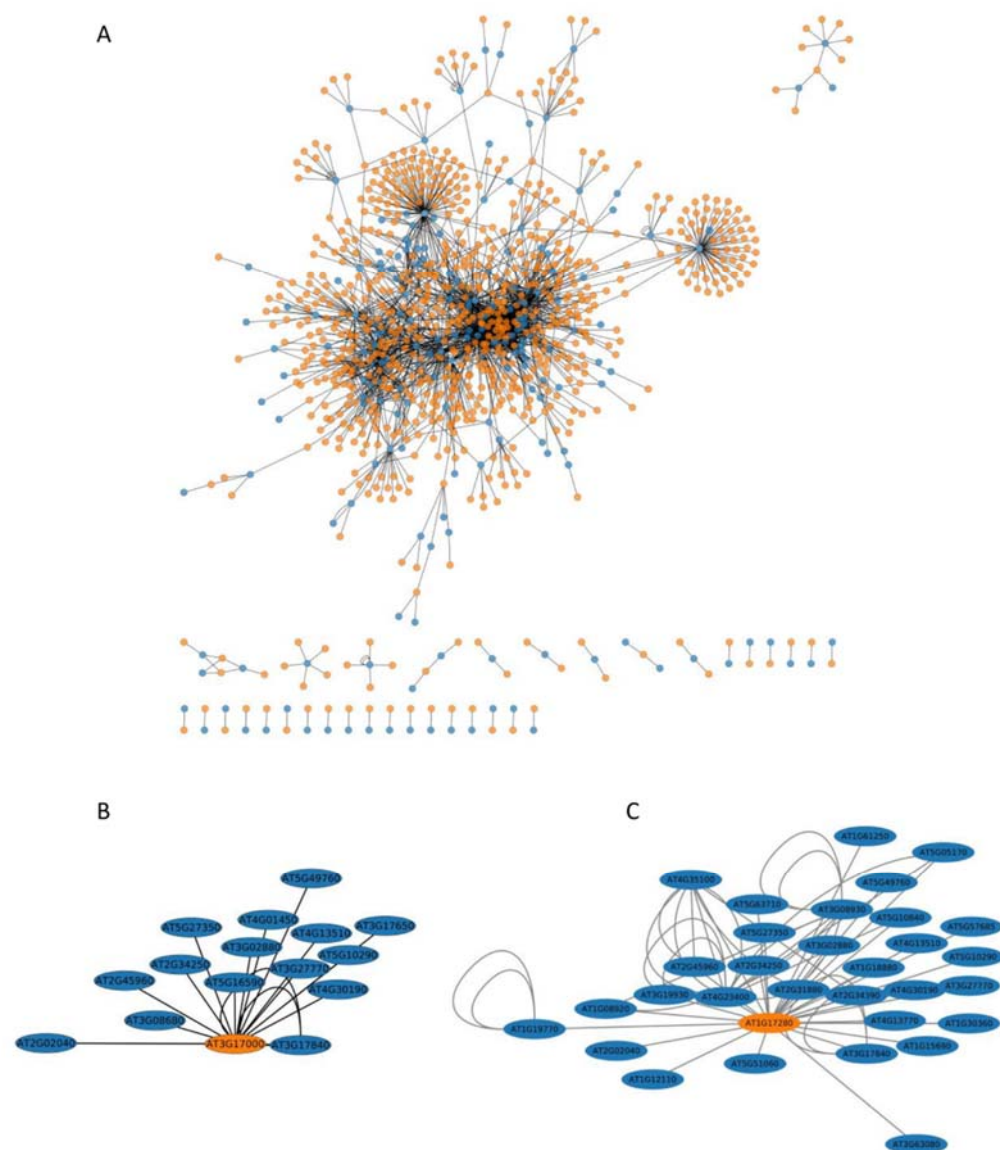 A
B
C
AT5G49760
AT4G01450
AT5G27350
AT4G13510
AT3G17650
AT3G02880
AT5G10290
AT2G34250
AT3G27770
AT2G45960
AT5G16590
AT4G30190
AT3G08680
AT2G02040
AT3G17000
AT3G17840
AT1G61250
AT5G05170
AT4G35100
AT5G49760
AT5G63710
AT3G08930
AT5G10840
AT5G57685
AT5G27350
AT3G02880
AT4G13510
AT5G10290
AT2G45960
AT2G34250
AT1G18880
AT3G19930
AT4G23400
AT2G31880
AT2G34390
AT4G30190
AT3G27770
AT1G08920
AT1G17280
AT4G13770
AT1G30360
AT1G19770
AT2G02040
AT5G51060
AT3G17840
AT1G15690
AT1G12110
AT3G63080